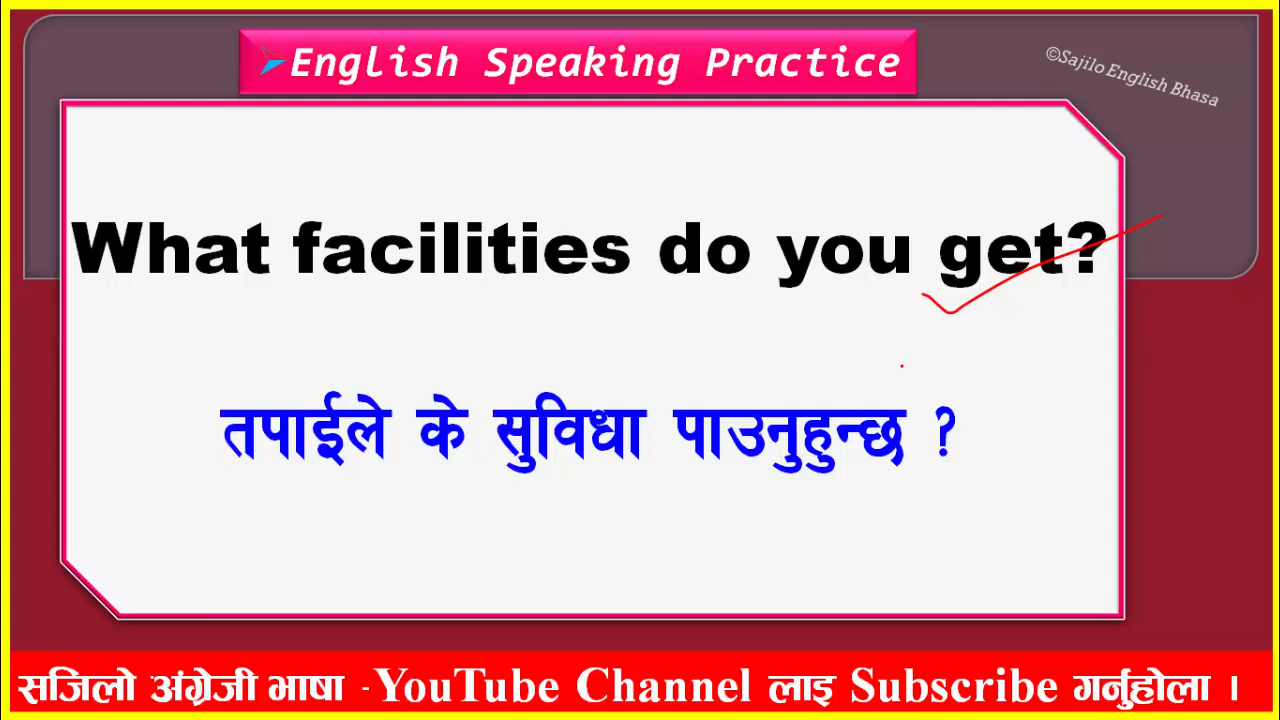 English Speaking Practice
©Sajilo English Bhasa
What facilities do you get?
तपाईले के सुविधा पाउनुहुन्छ ?
सजिलो अंग्रेजी भाषा -YouTube Channel लाइ Subscribe गर्नुहोला ।